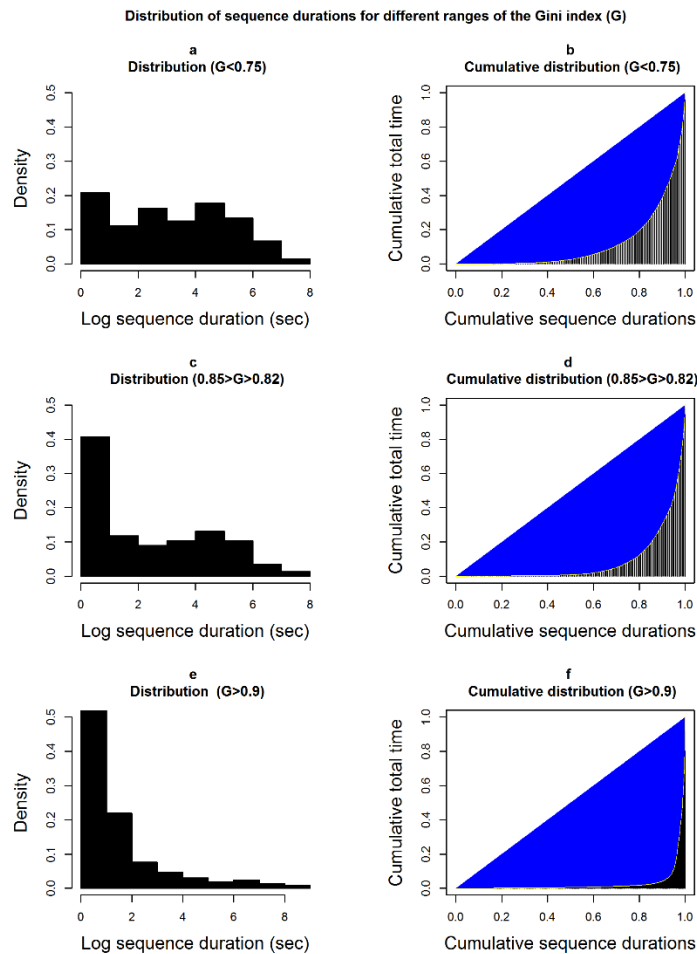 Distribution of sequence durations for different ranges of the Gini index (G)
a
Distribution (G<0.75)
Density
0.0 0.1 0.2 0.3 0.4 0.5
0 2 4 6 8
Log sequence duration (sec)
b
Cumulative distribution (G<0.75)
Cumulative total time
0.0 0.2 0.4 0.6 0.8 1.0
0.0 0.2 0.4 0.6 0.8 1.0
Cumulative sequence durations
c
Distribution (0.85>G>0.82)
Density
0.0 0.1 0.2 0.3 0.4 0.5
0 2 4 6 8
Log sequence duration (sec)
d
Cumulative distribution (0.85>G>0.82)
Cumulative total time
0.0 0.2 0.4 0.6 0.8 1.0
0.0 0.2 0.4 0.6 0.8 1.0
Cumulative sequence durations
e
Distribution (G>0.9)
Density
0.0 0.1 0.2 0.3 0.4 0.5
0 2 4 6 8
Log sequence duration (sec)
f
Cumulative distribution (G>0.9)
Cumulative total time
0.0 0.2 0.4 0.6 0.8 1.0
0.0 0.2 0.4 0.6 0.8 1.0
Cumulative sequence durations